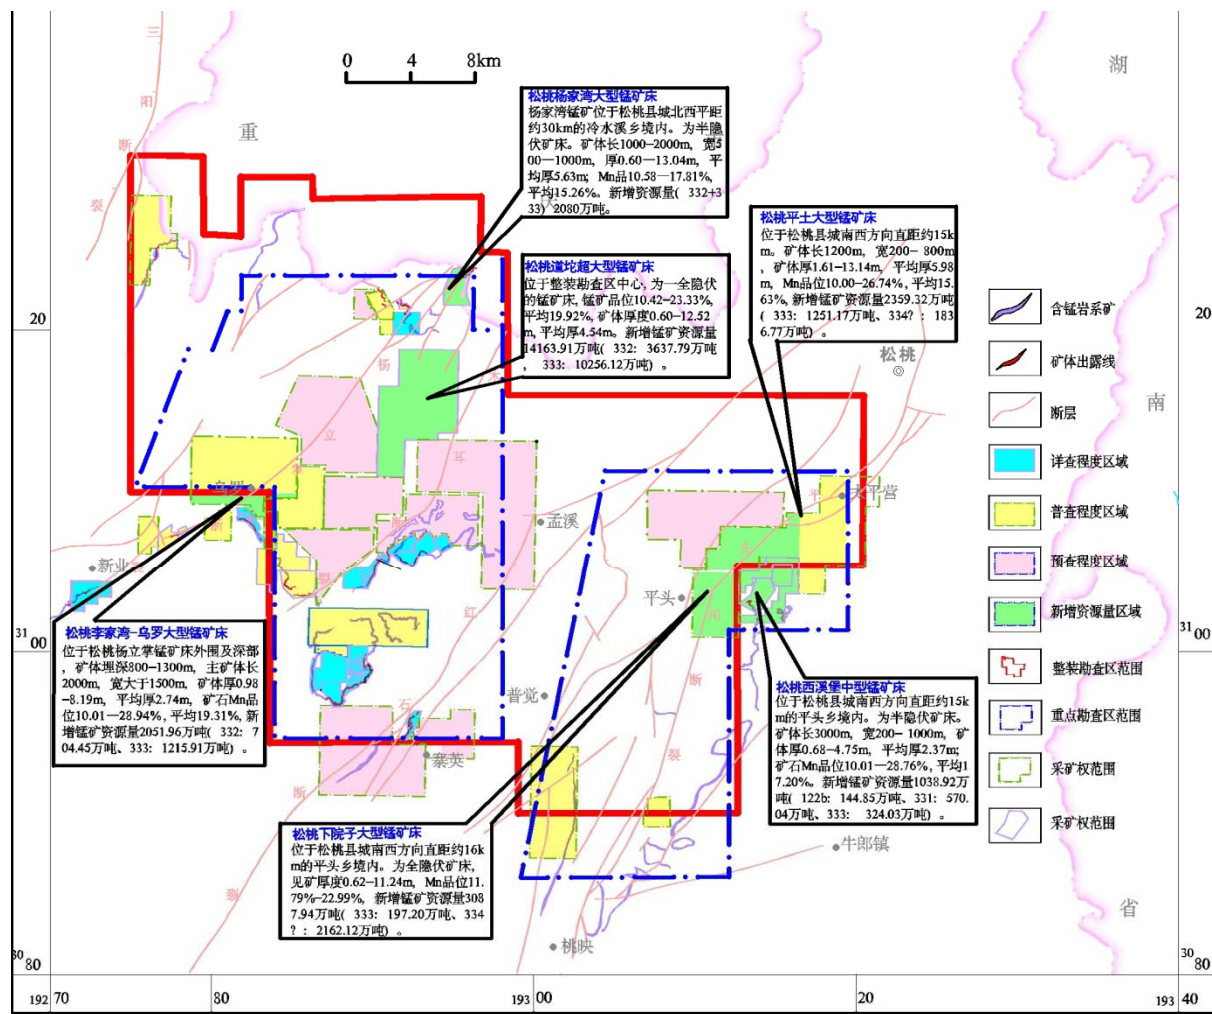 湖
南
省
重
庆
三
阳
断
裂
0 4 8km
松桃杨家湾大型锰矿床
杨家湾锰矿位于松桃县城北西平距
约30km的冷水溪乡境内。为半隐
伏矿床。矿体长1000-2000m, 宽5
00—1000m, 厚0.60—13.04m, 平
均厚5.63m; Mn品10.58—17.81%,
平均15.26%。新增资源量( 332+3
33) 2080万吨。
松桃平土大型锰矿床
位于松桃县城南西方向直距约15k
m。矿体长1200m, 宽200- 800m
, 矿体厚1.61-13.14m, 平均厚5.98
m, Mn品位10.00-26.74%, 平均15.
63%, 新增锰矿资源量2359.32万吨
( 333: 1251.17万吨、334?: 183
6.77万吨) 。
松桃道坨超大型锰矿床
位于整装勘查区中心, 为一全隐伏
的锰矿床, 锰矿品位10.42-23.33%,
平均19.92%, 矿体厚度0.60-12.52
m, 平均厚4.54m。新增锰矿资源量
14163.91万吨( 332: 3637.79万吨
, 333: 10256.12万吨) 。
松桃
太平营
乌罗
孟溪
新业
平头
普觉
寨英
牛郎镇
桃映
杨
立
掌
断
裂
木
耳
断
红
石
断
裂
平
头
断
裂
松桃李家湾-乌罗大型锰矿床
位于松桃杨立掌锰矿床外围及深部
, 矿体埋深800-1300m, 主矿体长
2000m, 宽大于1500m, 矿体厚0.98
-8.19m, 平均厚2.74m, 矿石Mn品
位10.01—28.94%, 平均19.31%, 新
增锰矿资源量2051.96万吨( 332: 7
04.45万吨、333: 1215.91万吨) 。
松桃西溪堡中型锰矿床
位于松桃县城南西方向直距约15k
m的平头乡境内。为半隐伏矿床。
矿体长3000m, 宽200- 1000m, 矿
体厚0.68-4.75m, 平均厚2.37m;
矿石Mn品位10.01—28.76%, 平均1
7.20%。新增锰矿资源量1038.92万
吨( 122b: 144.85万吨、331: 570.
04万吨、333: 324.03万吨) 。
松桃下院子大型锰矿床
位于松桃县城南西方向直距约16k
m的平头乡境内。为全隐伏矿床,
见矿厚度0.62-11.24m, Mn品位11.
79%-22.99%, 新增锰矿资源量308
7.94万吨( 333: 197.20万吨、334
? : 2162.12万吨) 。
含锰岩系矿
矿体出露线
断层
详查程度区域
普查程度区域
预查程度区域
新增资源量区域
整装勘查区范围
重点勘查区范围
采矿权范围
采矿权范围
20
31 00
30 80
20
31 00
30 80
192 70
80
193 00
20
193 40